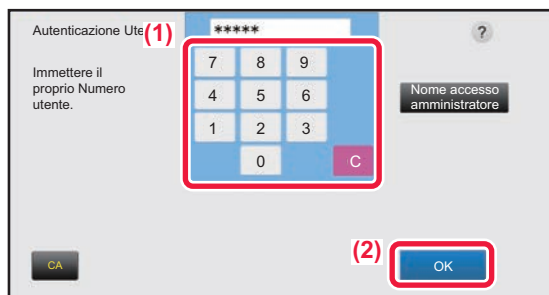 Autenticazione Ute
(1)
*****
?
Immettere il
proprio Numero
utente.
7 8 9
4 5 6
1 2 3
0 C
Nome accesso
amministratore
(2)
CA
OK